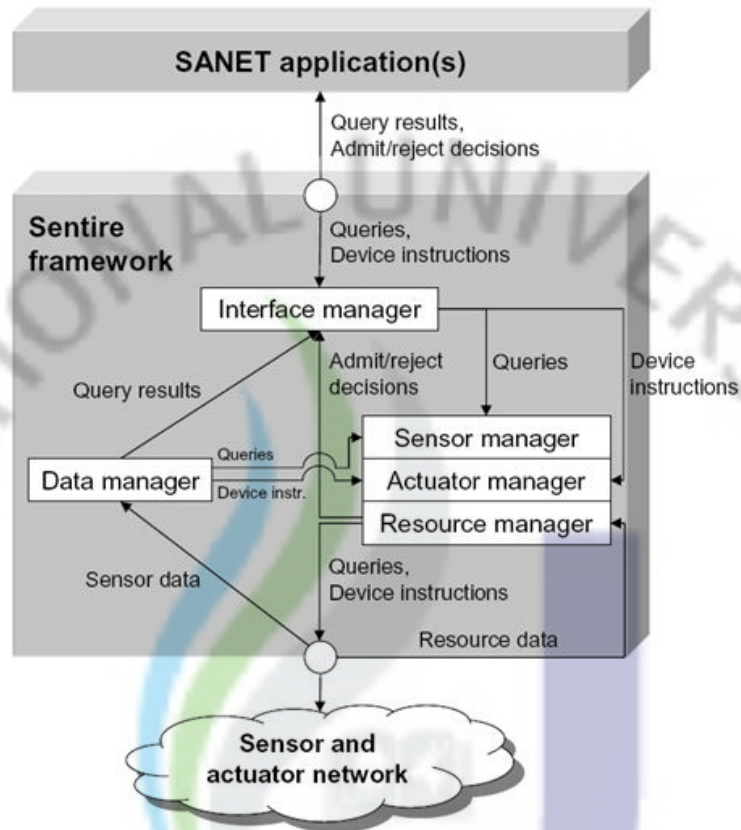 SANET application(s)
Query results,
Admit/reject decisions
Sentire
framework
Queries,
Device instructions
Interface manager
Admit/reject
decisions
Queries
Device
instructions
Query results
Sensor manager
Queries
Data manager
Device instr.
Actuator manager
Resource manager
Sensor data
Queries,
Device instructions
Resource data
Sensor and
actuator network